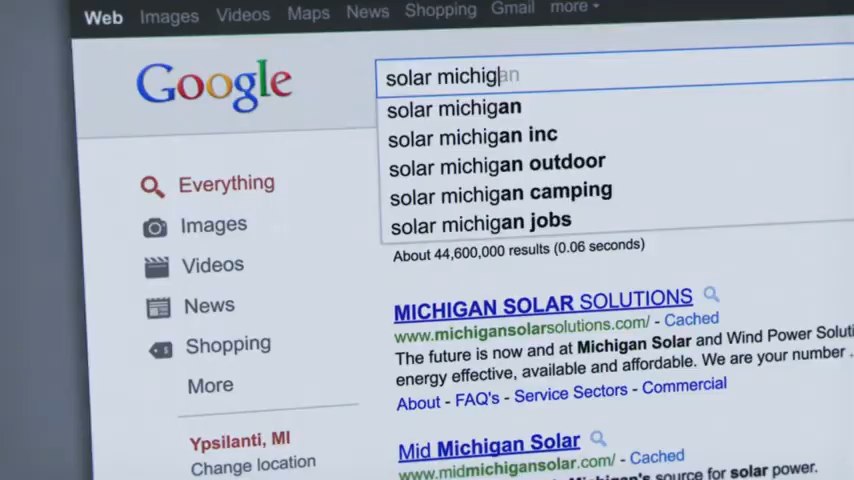 Web Images Videos Maps News Shopping Gmail more
Google
solar michigan
solar michigan
solar michigan inc
solar michigan outdoor
solar michigan camping
solar michigan jobs
Everything
Images
Videos
News
Shopping
More
Ypsilanti, MI
Change location
About 44,600,000 results (0.06 seconds)
MICHIGAN SOLAR SOLUTIONS
www.michigansolarsolutions.com/ - Cached
The future is now and at Michigan Solar and Wind Power
energy effective, available and affordable. We are your number ..
About - FAQ's - Service Sectors - Commercial
Mid Michigan Solar
www.midmichigansolar.com/ - Cached
source for solar power.